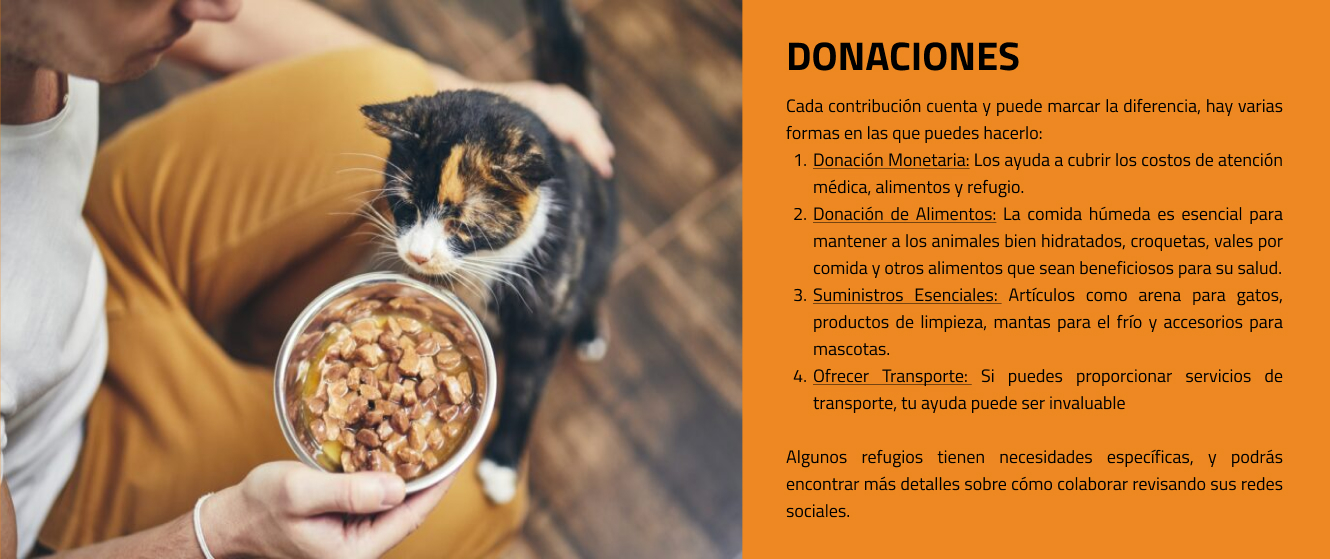 DONACIONES
Cada contribución cuenta y puede marcar la diferencia, hay varias
formas en las que puedes hacerlo:
1. Donación Monetaria: Los ayuda a cubrir los costos de atención
médica, alimentos y refugio.
2. Donación de Alimentos: La comida húmeda es esencial para
mantener a los animales bien hidratados, croquetas, vales por
comida y otros alimentos que sean beneficiosos para su salud.
3. Suministros Esenciales: Artículos como arena para gatos,
productos de limpieza, mantas para el frío y accesorios para
mascotas.
4. Ofrecer Transporte: Si puedes proporcionar servicios de
transporte, tu ayuda puede ser invaluable
Algunos refugios tienen necesidades específicas, y podrás
encontrar más detalles sobre cómo colaborar revisando sus redes
sociales.